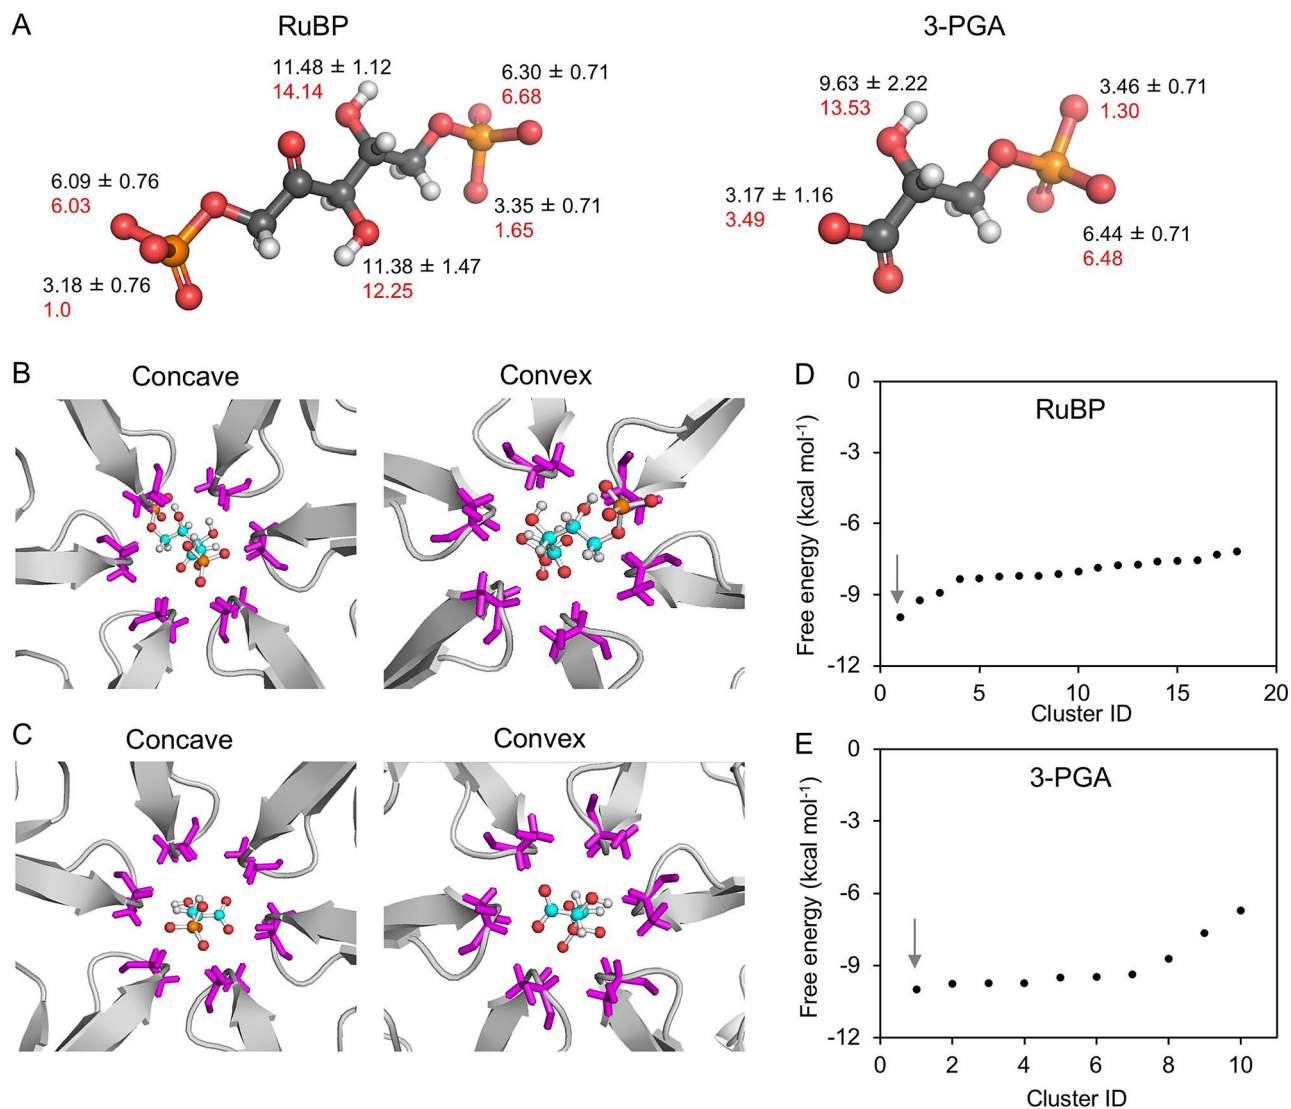 A
RuBP
3-PGA
11.48 ± 1.12
14.14
6.30 ± 0.71
6.68
6.09 ± 0.76
6.03
3.35 ± 0.71
1.65
3.18 ± 0.76
1.0
11.38 ± 1.47
12.25
9.63 ± 2.22
13.53
3.46 ± 0.71
1.30
3.17 ± 1.16
3.49
6.44 ± 0.71
6.48
B
Concave
Convex
C
Concave
Convex
D
RuBP
Free energy (kcal mol⁻¹)
0
-3
-6
-9
-12
0 5 10 15 20
Cluster ID
E
3-PGA
Free energy (kcal mol⁻¹)
0
-3
-6
-9
-12
0 2 4 6 8 10
Cluster ID